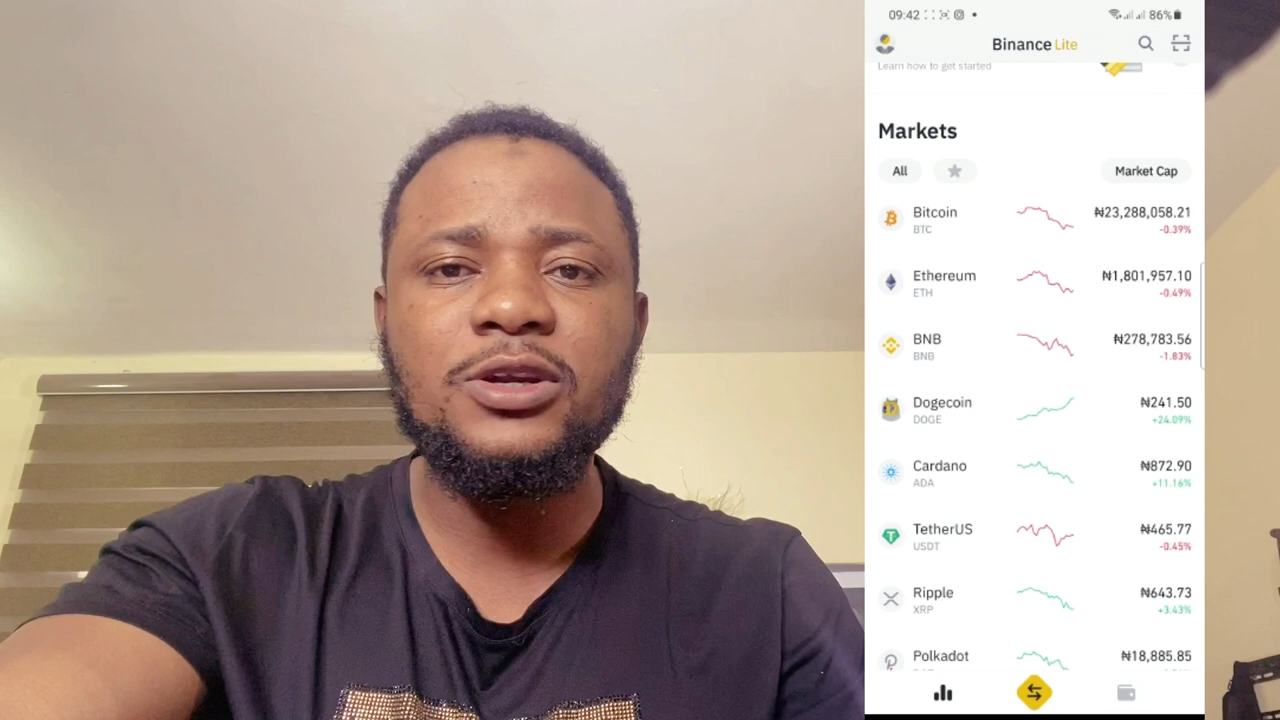 09:42
86%
Binance Lite
Learn how to get started
Markets
All
Market Cap
Bitcoin ₦23,288,058.21
BTC -0.39%
Ethereum ₦1,801,957.10
ETH -0.49%
BNB ₦278,783.56
BNB -1.83%
Dogecoin ₦241.50
DOGE +24.09%
Cardano ₦872.90
ADA +11.16%
TetherUS ₦465.77
USDT -0.45%
Ripple ₦643.73
XRP +3.43%
Polkadot ₦18,885.85